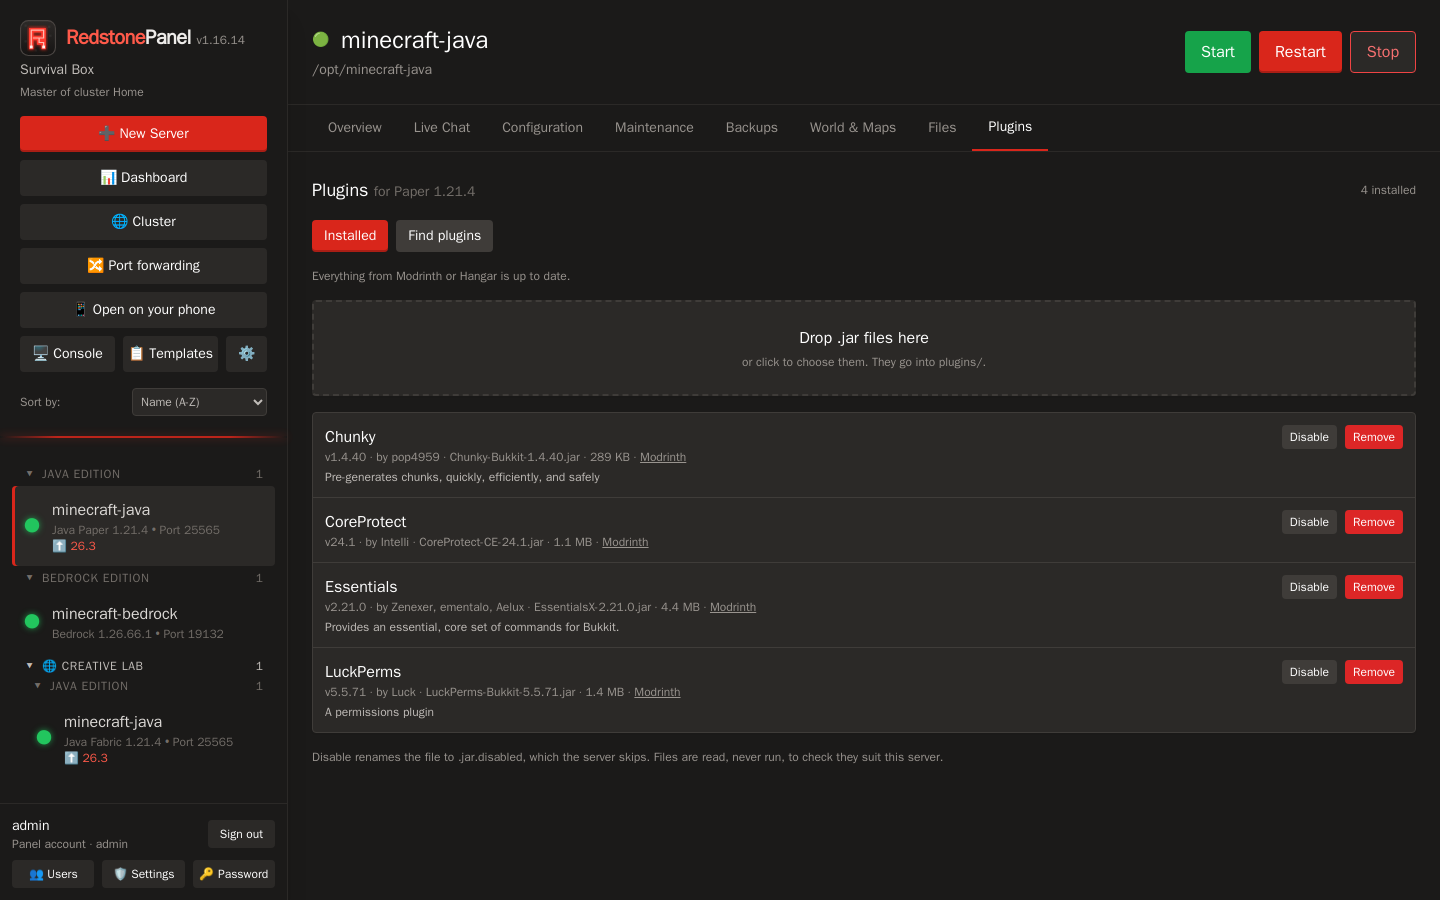 RedstonePanel v1.16.14
Survival Box
Master of cluster Home
➕ New Server
📊 Dashboard
🌐 Cluster
🔀 Port forwarding
📱 Open on your phone
🖥️ Console
📋 Templates
⚙️
Sort by:
Name (A-Z)
▼ JAVA EDITION 1
minecraft-java
Java Paper 1.21.4 • Port 25565
⬆️ 26.3
▼ BEDROCK EDITION 1
minecraft-bedrock
Bedrock 1.26.66.1 • Port 19132
▼ 🌐 CREATIVE LAB 1
▼ JAVA EDITION 1
minecraft-java
Java Fabric 1.21.4 • Port 25565
⬆️ 26.3
admin
Panel account · admin
Sign out
👥 Users
🛡️ Settings
🔑 Password
minecraft-java
/opt/minecraft-java
Start
Restart
Stop
Overview
Live Chat
Configuration
Maintenance
Backups
World & Maps
Files
Plugins
Plugins for Paper 1.21.4
4 installed
Installed
Find plugins
Everything from Modrinth or Hangar is up to date.
Drop .jar files here
or click to choose them. They go into plugins/.
Chunky
v1.4.40 · by pop4959 · Chunky-Bukkit-1.4.40.jar · 289 KB · Modrinth
Pre-generates chunks, quickly, efficiently, and safely
Disable
Remove
CoreProtect
v24.1 · by Intelli · CoreProtect-CE-24.1.jar · 1.1 MB · Modrinth
Disable
Remove
Essentials
v2.21.0 · by Zenexer, ementalo, Aelux · EssentialsX-2.21.0.jar · 4.4 MB · Modrinth
Provides an essential, core set of commands for Bukkit.
Disable
Remove
LuckPerms
v5.5.71 · by Luck · LuckPerms-Bukkit-5.5.71.jar · 1.4 MB · Modrinth
A permissions plugin
Disable
Remove
Disable renames the file to .jar.disabled, which the server skips. Files are read, never run, to check they suit this server.